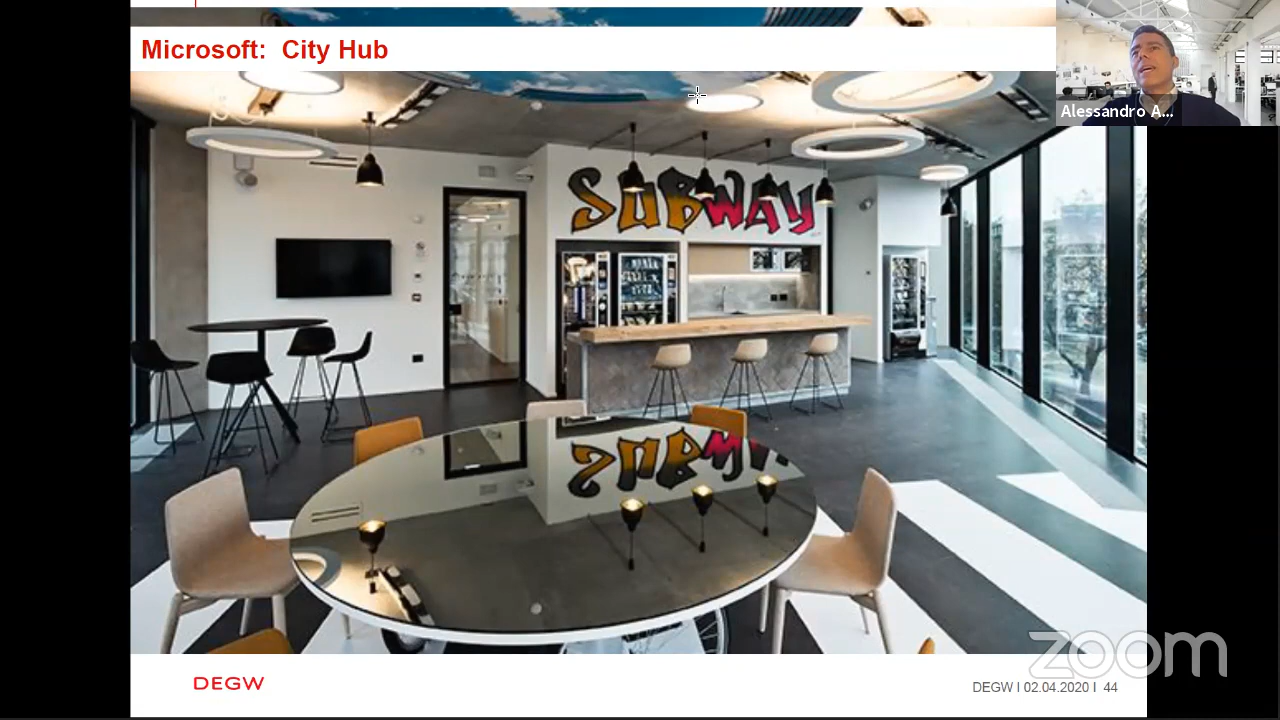 Microsoft:  City Hub
Alessandro A...
SUBWAY
zoom
DEGW
DEGW I 02.04.2020 I  44